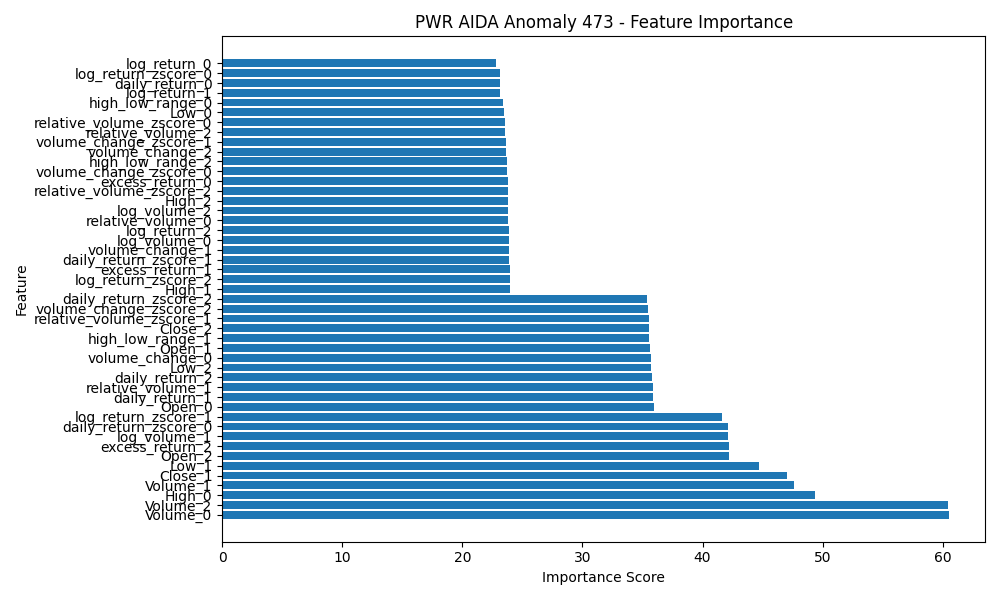 PWR AIDA Anomaly 473 - Feature Importance
log_return_0
log_return_zscore_0
daily_return_0
log_return_1
high_low_range_0
Low_0
relative_volume_zscore_0
relative_volume_2
volume_change_zscore_1
volume_change_2
high_low_range_2
volume_change_zscore_0
excess_return_0
relative_volume_zscore_2
High_2
log_volume_2
relative_volume_0
log_return_2
log_volume_0
volume_change_1
daily_return_zscore_1
excess_return_1
log_return_zscore_2
High_1
daily_return_zscore_2
volume_change_zscore_2
relative_volume_zscore_1
Close_2
high_low_range_1
Open_1
volume_change_0
Low_2
daily_return_2
relative_volume_1
daily_return_1
Open_0
log_return_zscore_1
daily_return_zscore_0
log_volume_1
excess_return_2
Open_2
Low_1
Close_1
Volume_1
High_0
Volume_2
Volume_0
Feature
0 10 20 30 40 50 60
Importance Score